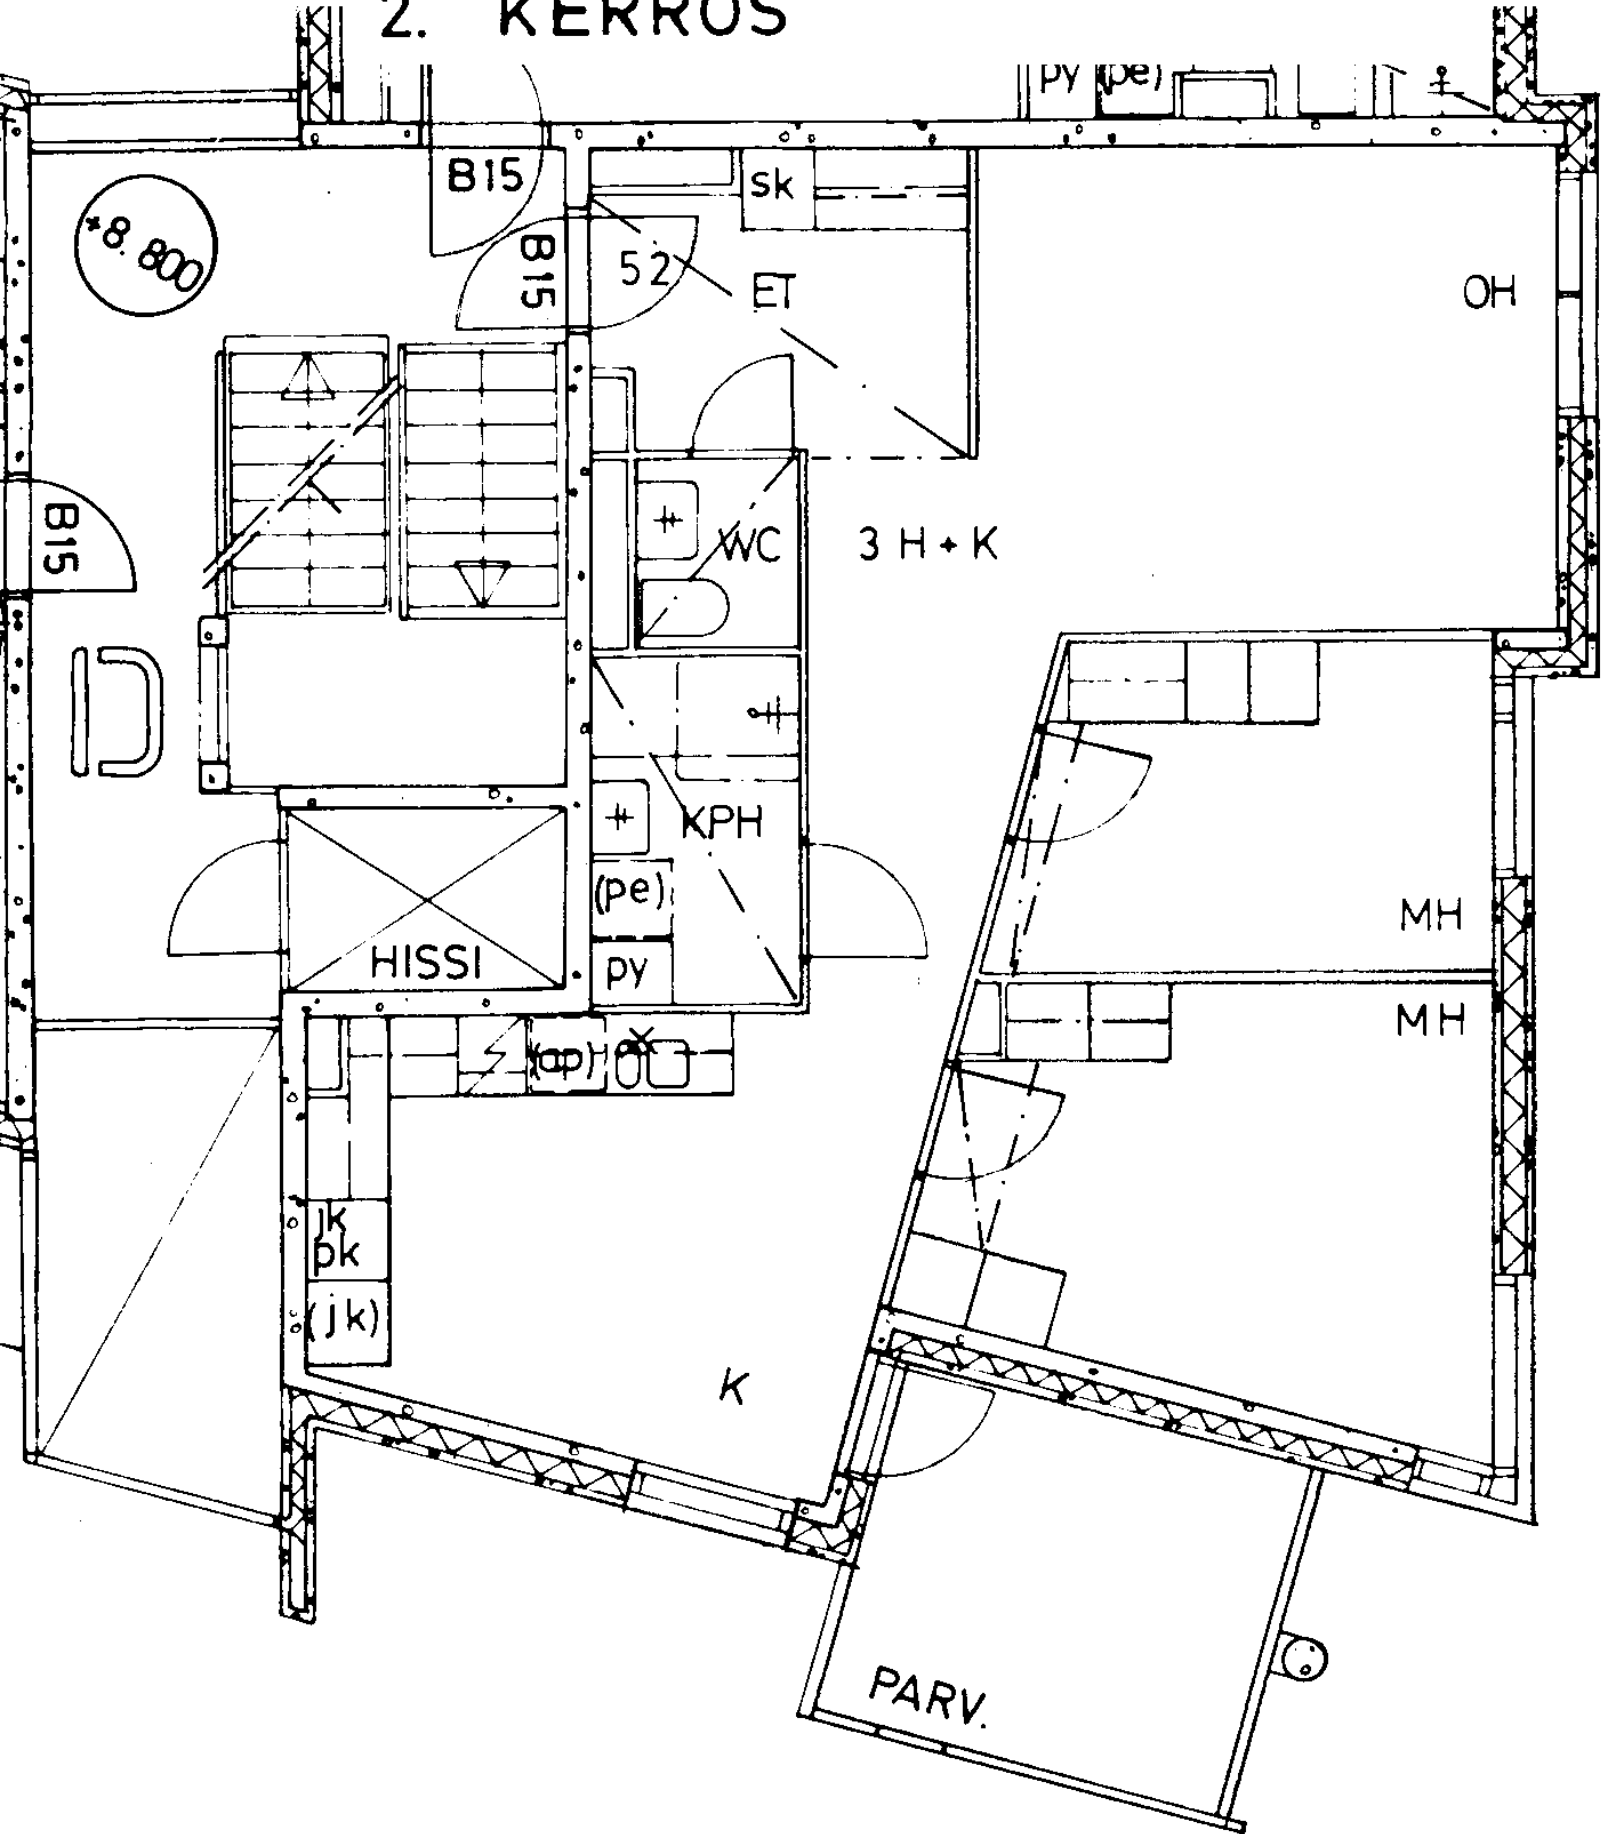 2. KERROS
py (pe)
B15
sk
+8.800
B15
52
ET
OH
B15
WC
3 H + K
KPH
(pe)
MH
HISSI
py
MH
(ap)
jk
pk
(jk)
K
PARV.